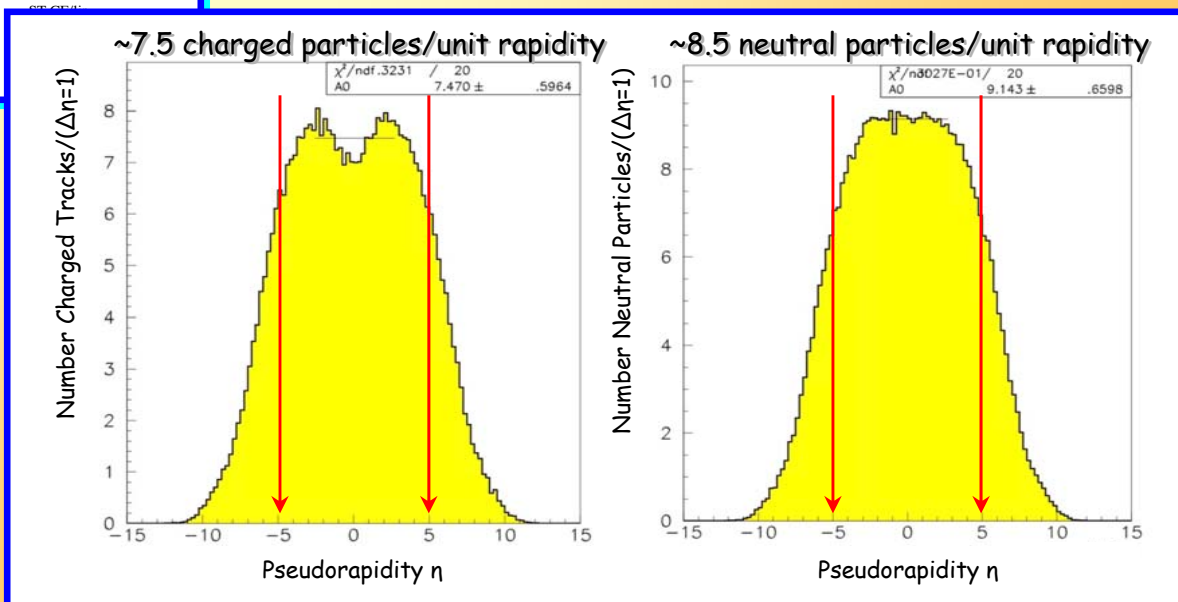 ~7.5 charged particles/unit rapidity
χ²/ndf.3231 / 20
A0 7.470 ± .5964
Number Charged Tracks/(Δη=1)
8
7
6
5
4
3
2
1
0
−15 −10 −5 0 5 10 15
Pseudorapidity η
~8.5 neutral particles/unit rapidity
20
A0 9.143 ± .6598
Number Neutral Particles/(Δη=1)
10
8
6
4
2
0
−15 −10 −5 0 5 10 15
Pseudorapidity η